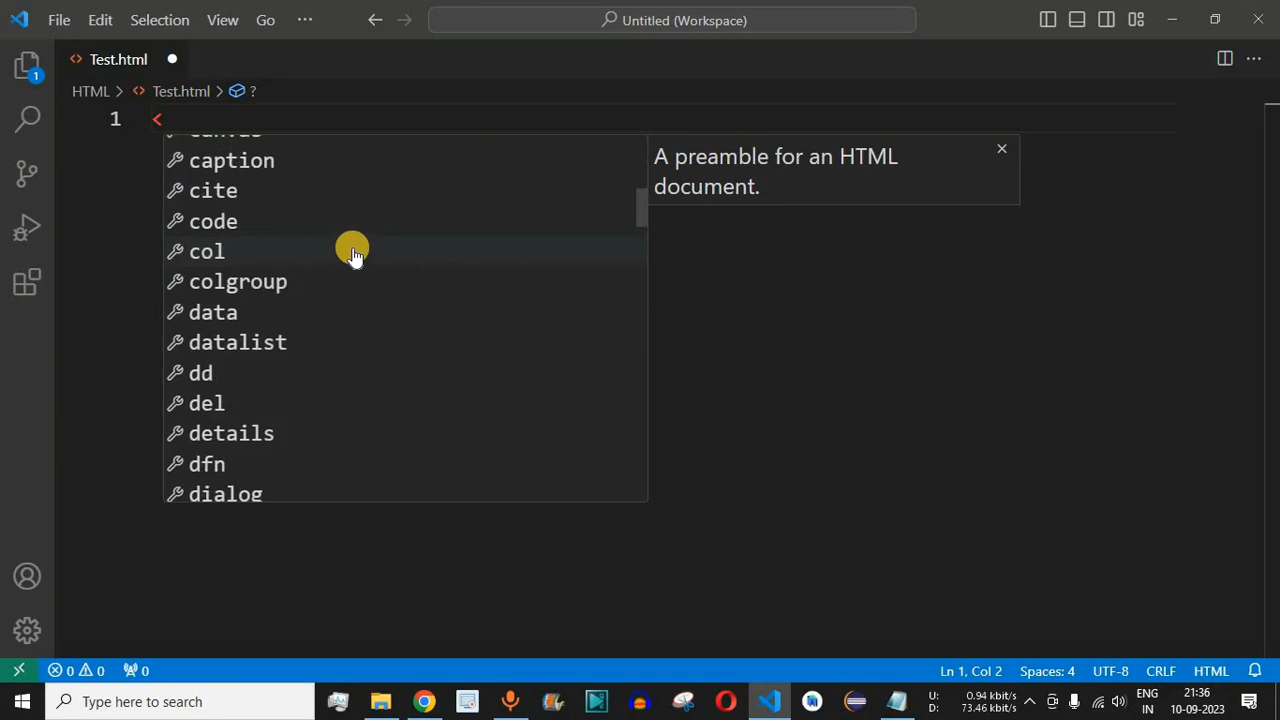 File Edit Selection View Go ··· Untitled (Workspace)
Test.html
HTML > Test.html > ?
1 <
caption
cite
code
col
colgroup
data
datalist
dd
del
details
dfn
dialog
A preamble for an HTML
document.
1
0 0 0 Ln 1, Col 2 Spaces: 4 UTF-8 CRLF HTML
Type here to search
U: 0.94 kbit/s
D: 73.46 kbit/s
ENG
IN
21:36
10-09-2023